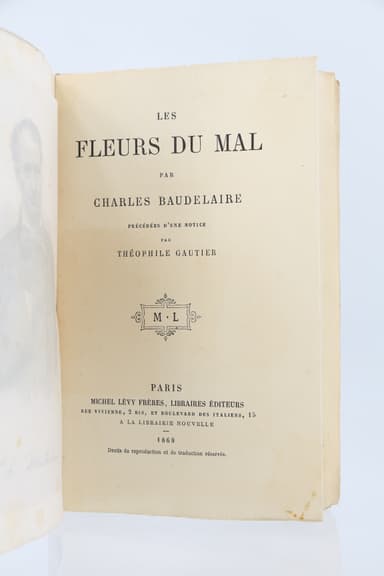 LES
FLEURS DU MAL
PAR
CHARLES BAUDELAIRE
PRÉCÉDÉES D'UNE NOTICE
PAR
THÉOPHILE GAUTIER
M · L
PARIS
MICHEL LÉVY FRÈRES, LIBRAIRES ÉDITEURS
RUE VIVIENNE, 2 BIS, ET BOULEVARD DES ITALIENS, 15
A LA LIBRAIRIE NOUVELLE
—
1868
Droits de reproduction et de traduction réservés.